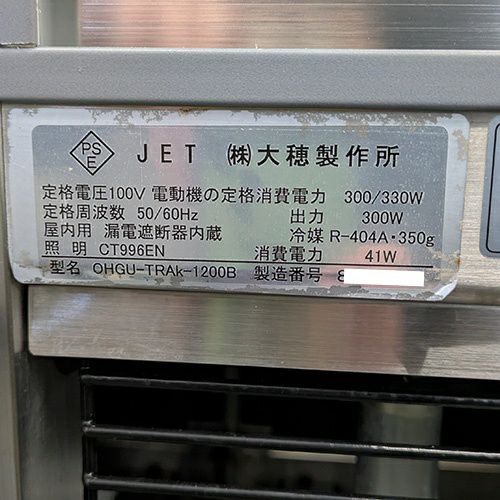 PS
E
JET ㈱大穂製作所
定格電圧100V 電動機の定格消費電力 300/330W
定格周波数 50/60Hz 出力 300W
屋内用 漏電遮断器内蔵 冷媒 R-404A・350g
照明 CT996EN 消費電力 41W
型名 OHGU-TRAk-1200B 製造番号 8